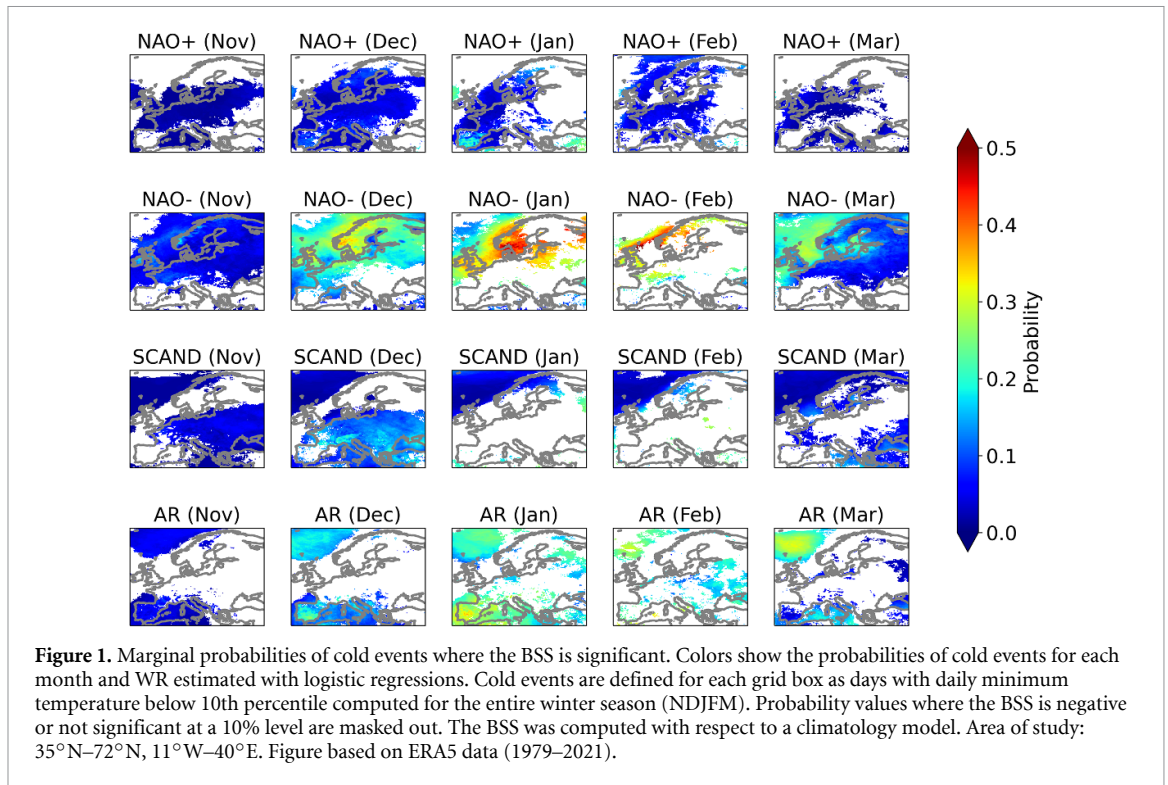 NAO+ (Nov) NAO+ (Dec) NAO+ (Jan) NAO+ (Feb) NAO+ (Mar)
NAO- (Nov) NAO- (Dec) NAO- (Jan) NAO- (Feb) NAO- (Mar)
SCAND (Nov) SCAND (Dec) SCAND (Jan) SCAND (Feb) SCAND (Mar)
AR (Nov) AR (Dec) AR (Jan) AR (Feb) AR (Mar)
0.5
0.4
0.3
0.2
0.1
0.0
Probability
Figure 1. Marginal probabilities of cold events where the BSS is significant. Colors show the probabilities of cold events for each
month and WR estimated with logistic regressions. Cold events are defined for each grid box as days with daily minimum
temperature below 10th percentile computed for the entire winter season (NDJFM). Probability values where the BSS is negative
or not significant at a 10% level are masked out. The BSS was computed with respect to a climatology model. Area of study:
35°N–72°N, 11°W–40°E. Figure based on ERA5 data (1979–2021).